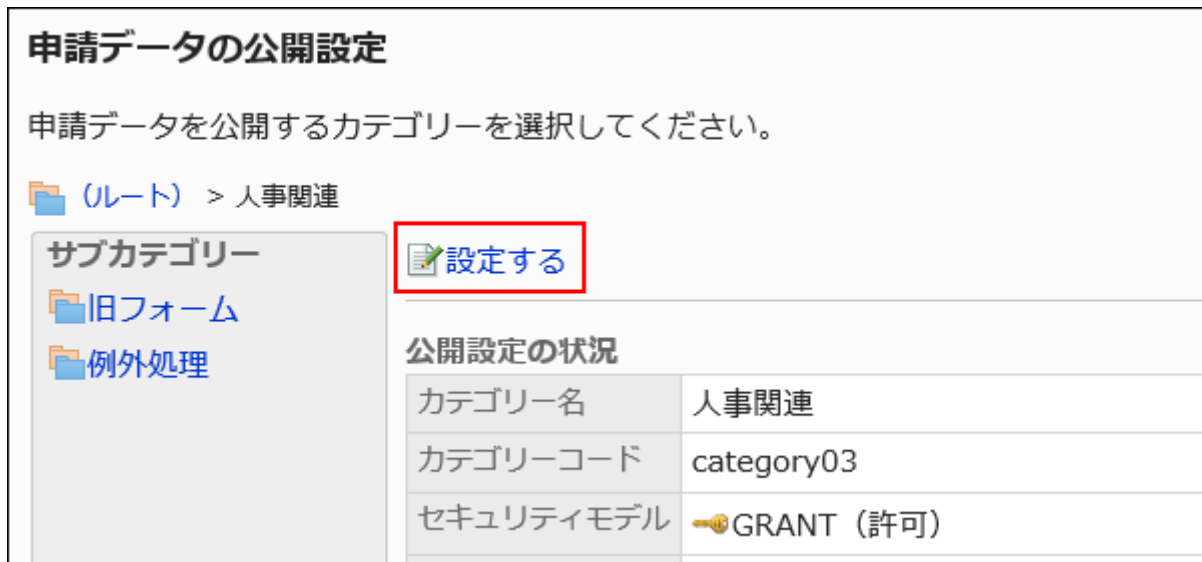 申請データの公開設定
申請データを公開するカテゴリーを選択してください。
（ルート） > 人事関連
サブカテゴリー
旧フォーム
例外処理
設定する
公開設定の状況
カテゴリー名 人事関連
カテゴリーコード category03
セキュリティモデル GRANT（許可）